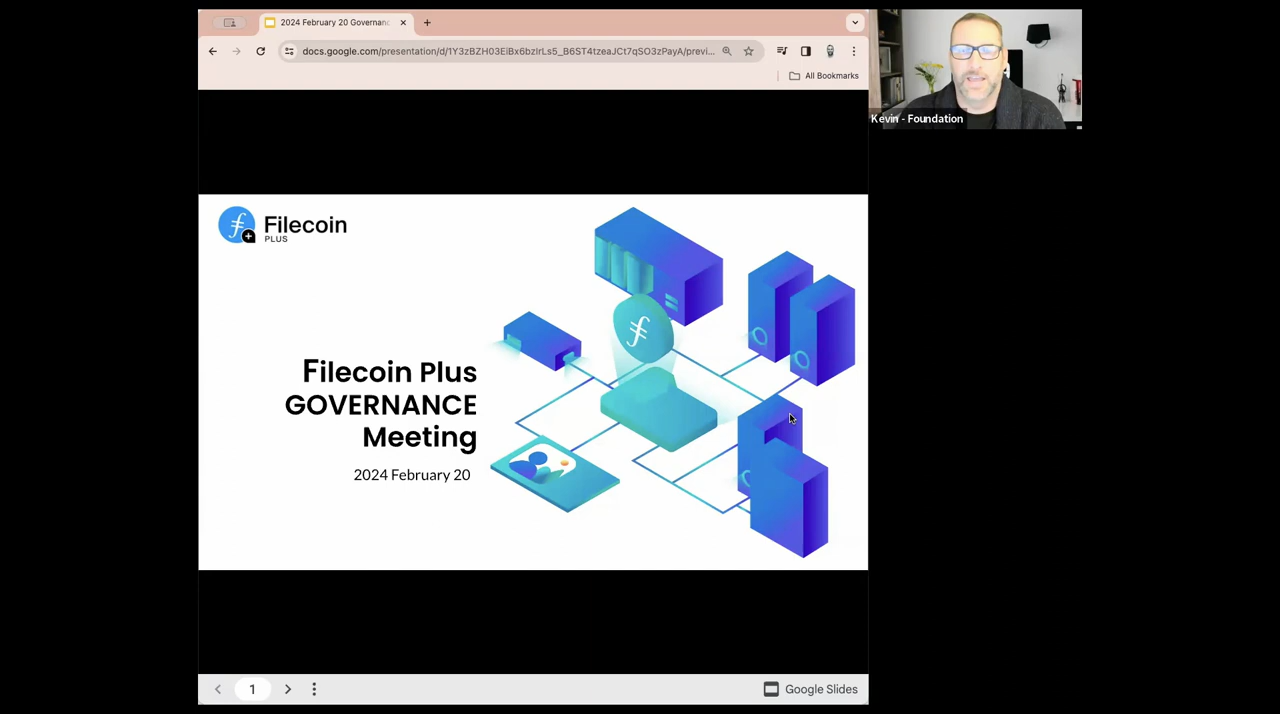 2024 February 20 Governanc
docs.google.com/presentation/d/1Y3zBZH03EiBx6bzIrLs5_B6ST4tzeaJCt7qSO3zPayA/previ...
All Bookmarks
Kevin - Foundation
Filecoin
PLUS
Filecoin Plus
GOVERNANCE
Meeting
2024 February 20
1
Google Slides